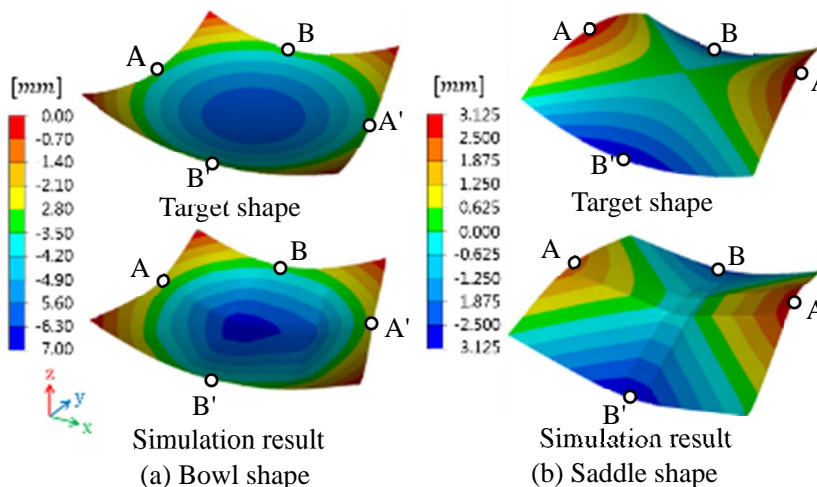 [mm]
0.00
-0.70
-1.40
-2.10
-2.80
-3.50
-4.20
-4.90
-5.60
-6.30
7.00
A
B
A'
B'
Target shape
A
B
A'
B'
z
y
x
Simulation result
(a) Bowl shape
[mm]
3.125
2.500
1.875
1.250
0.625
0.000
-0.625
-1.250
1.875
-2.500
3.125
A
B
A
B'
Target shape
A
B
A
B'
Simulation result
(b) Saddle shape